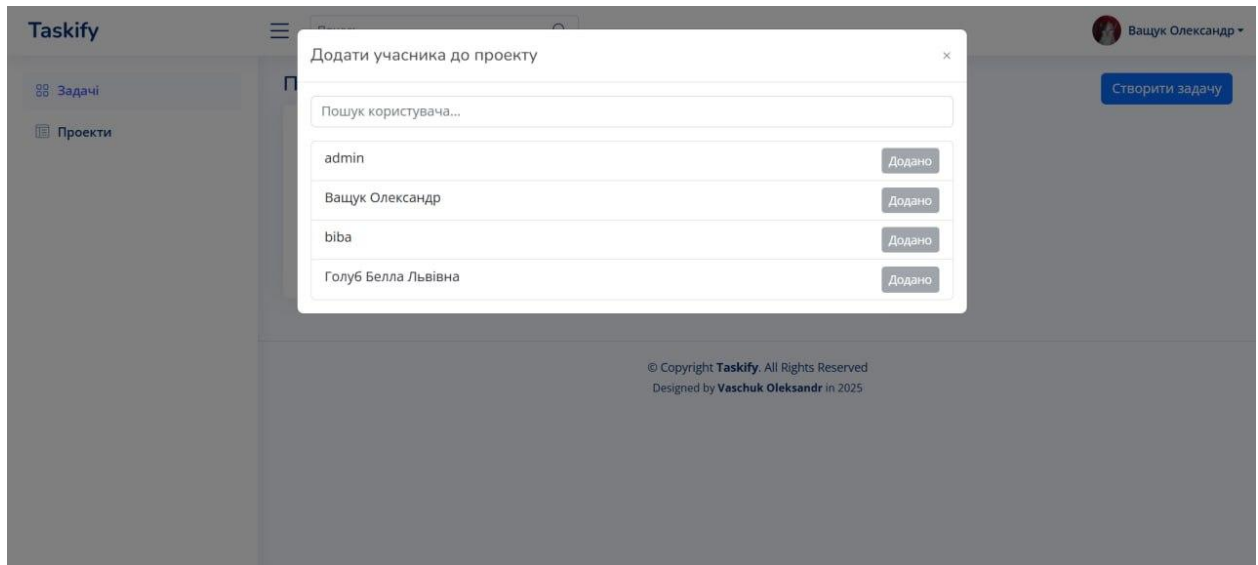 Taskify
Ващук Олександр
Додати учасника до проекту
×
Задачі
Створити задачу
Пошук користувача...
Проекти
admin
Додано
Ващук Олександр
Додано
biba
Додано
Голуб Белла Львівна
Додано
© Copyright Taskify. All Rights Reserved
Designed by Vaschuk Oleksandr in 2025